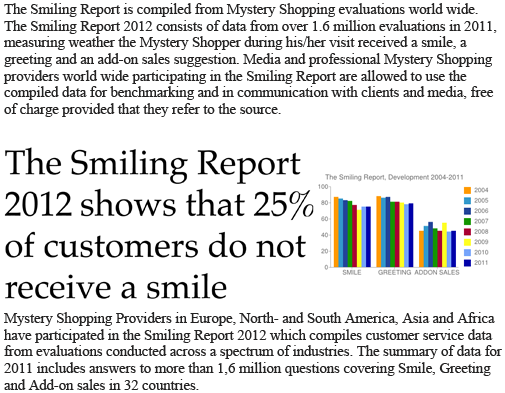 The Smiling Report is compiled from Mystery Shopping evaluations world wide.
The Smiling Report 2012 consists of data from over 1.6 million evaluations in 2011,
measuring weather the Mystery Shopper during his/her visit received a smile, a
greeting and an add-on sales suggestion. Media and professional Mystery Shopping
providers world wide participating in the Smiling Report are allowed to use the
compiled data for benchmarking and in communication with clients and media, free
of charge provided that they refer to the source.
The Smiling Report
2012 shows that 25%
of customers do not
receive a smile
The Smiling Report, Development 2004-2011
100
80
60
40
20
0
SMILE GREETING ADDON SALES
2004
2005
2006
2007
2008
2009
2010
2011
Mystery Shopping Providers in Europe, North- and South America, Asia and Africa
have participated in the Smiling Report 2012 which compiles customer service data
from evaluations conducted across a spectrum of industries. The summary of data for
2011 includes answers to more than 1,6 million questions covering Smile, Greeting
and Add-on sales in 32 countries.